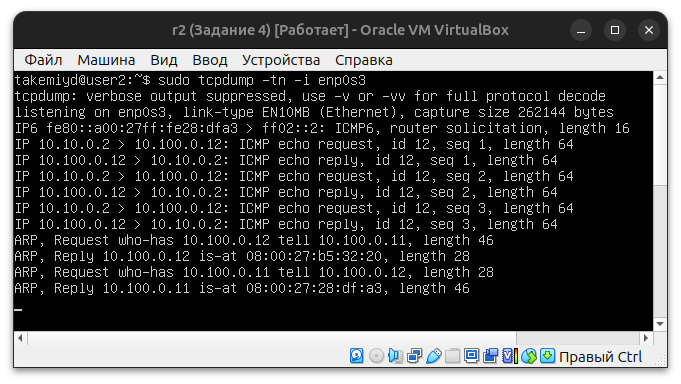 r2 (Задание 4) [Работает] - Oracle VM VirtualBox
Файл Машина Вид Ввод Устройства Справка
takemiyd@user2:~$ sudo tcpdump -tn -i enp0s3
tcpdump: verbose output suppressed, use -v or -vv for full protocol decode
listening on enp0s3, link-type EN10MB (Ethernet), capture size 262144 bytes
IP6 fe80::a00:27ff:fe28:dfa3 > ff02::2: ICMP6, router solicitation, length 16
IP 10.10.0.2 > 10.100.0.12: ICMP echo request, id 12, seq 1, length 64
IP 10.100.0.12 > 10.10.0.2: ICMP echo reply, id 12, seq 1, length 64
IP 10.10.0.2 > 10.100.0.12: ICMP echo request, id 12, seq 2, length 64
IP 10.100.0.12 > 10.10.0.2: ICMP echo reply, id 12, seq 2, length 64
IP 10.10.0.2 > 10.100.0.12: ICMP echo request, id 12, seq 3, length 64
IP 10.100.0.12 > 10.10.0.2: ICMP echo reply, id 12, seq 3, length 64
ARP, Request who-has 10.100.0.12 tell 10.100.0.11, length 46
ARP, Reply 10.100.0.12 is-at 08:00:27:b5:32:20, length 28
ARP, Request who-has 10.100.0.11 tell 10.100.0.12, length 28
ARP, Reply 10.100.0.11 is-at 08:00:27:28:df:a3, length 46
Правый Ctrl